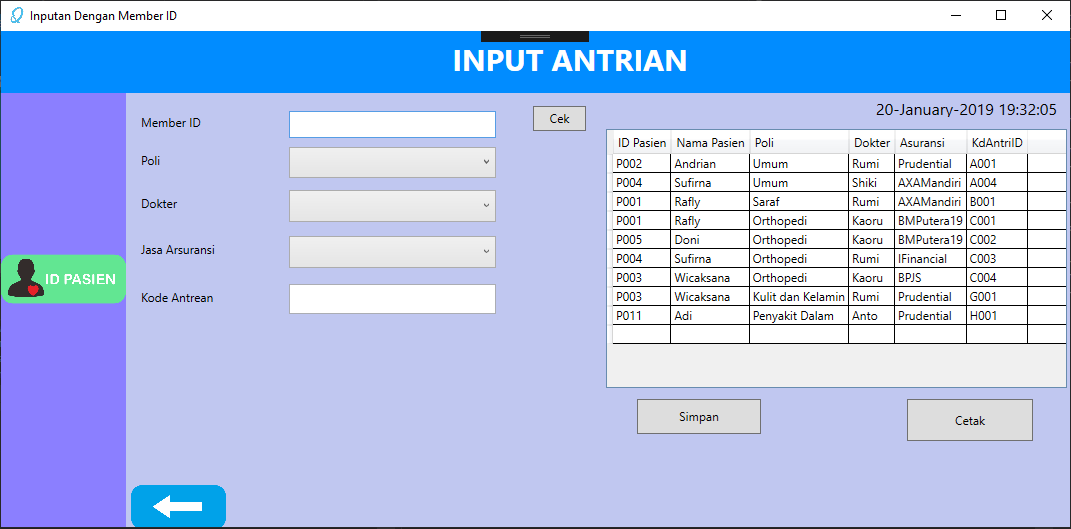 Inputan Dengan Member ID
INPUT ANTRIAN
20-January-2019 19:32:05
Member ID
Cek
Poli
Dokter
Jasa Arsuransi
Kode Antrean
ID PASIEN
ID Pasien Nama Pasien Poli Dokter Asuransi KdAntriID
P002 Andrian Umum Rumi Prudential A001
P004 Sufirna Umum Shiki AXAMandiri A004
P001 Rafly Saraf Rumi AXAMandiri B001
P001 Rafly Orthopedi Kaoru BMPutera19 C001
P005 Doni Orthopedi Kaoru BMPutera19 C002
P004 Sufirna Orthopedi Rumi IFinancial C003
P003 Wicaksana Orthopedi Kaoru BPJS C004
P003 Wicaksana Kulit dan Kelamin Rumi Prudential G001
P011 Adi Penyakit Dalam Anto Prudential H001
Simpan
Cetak